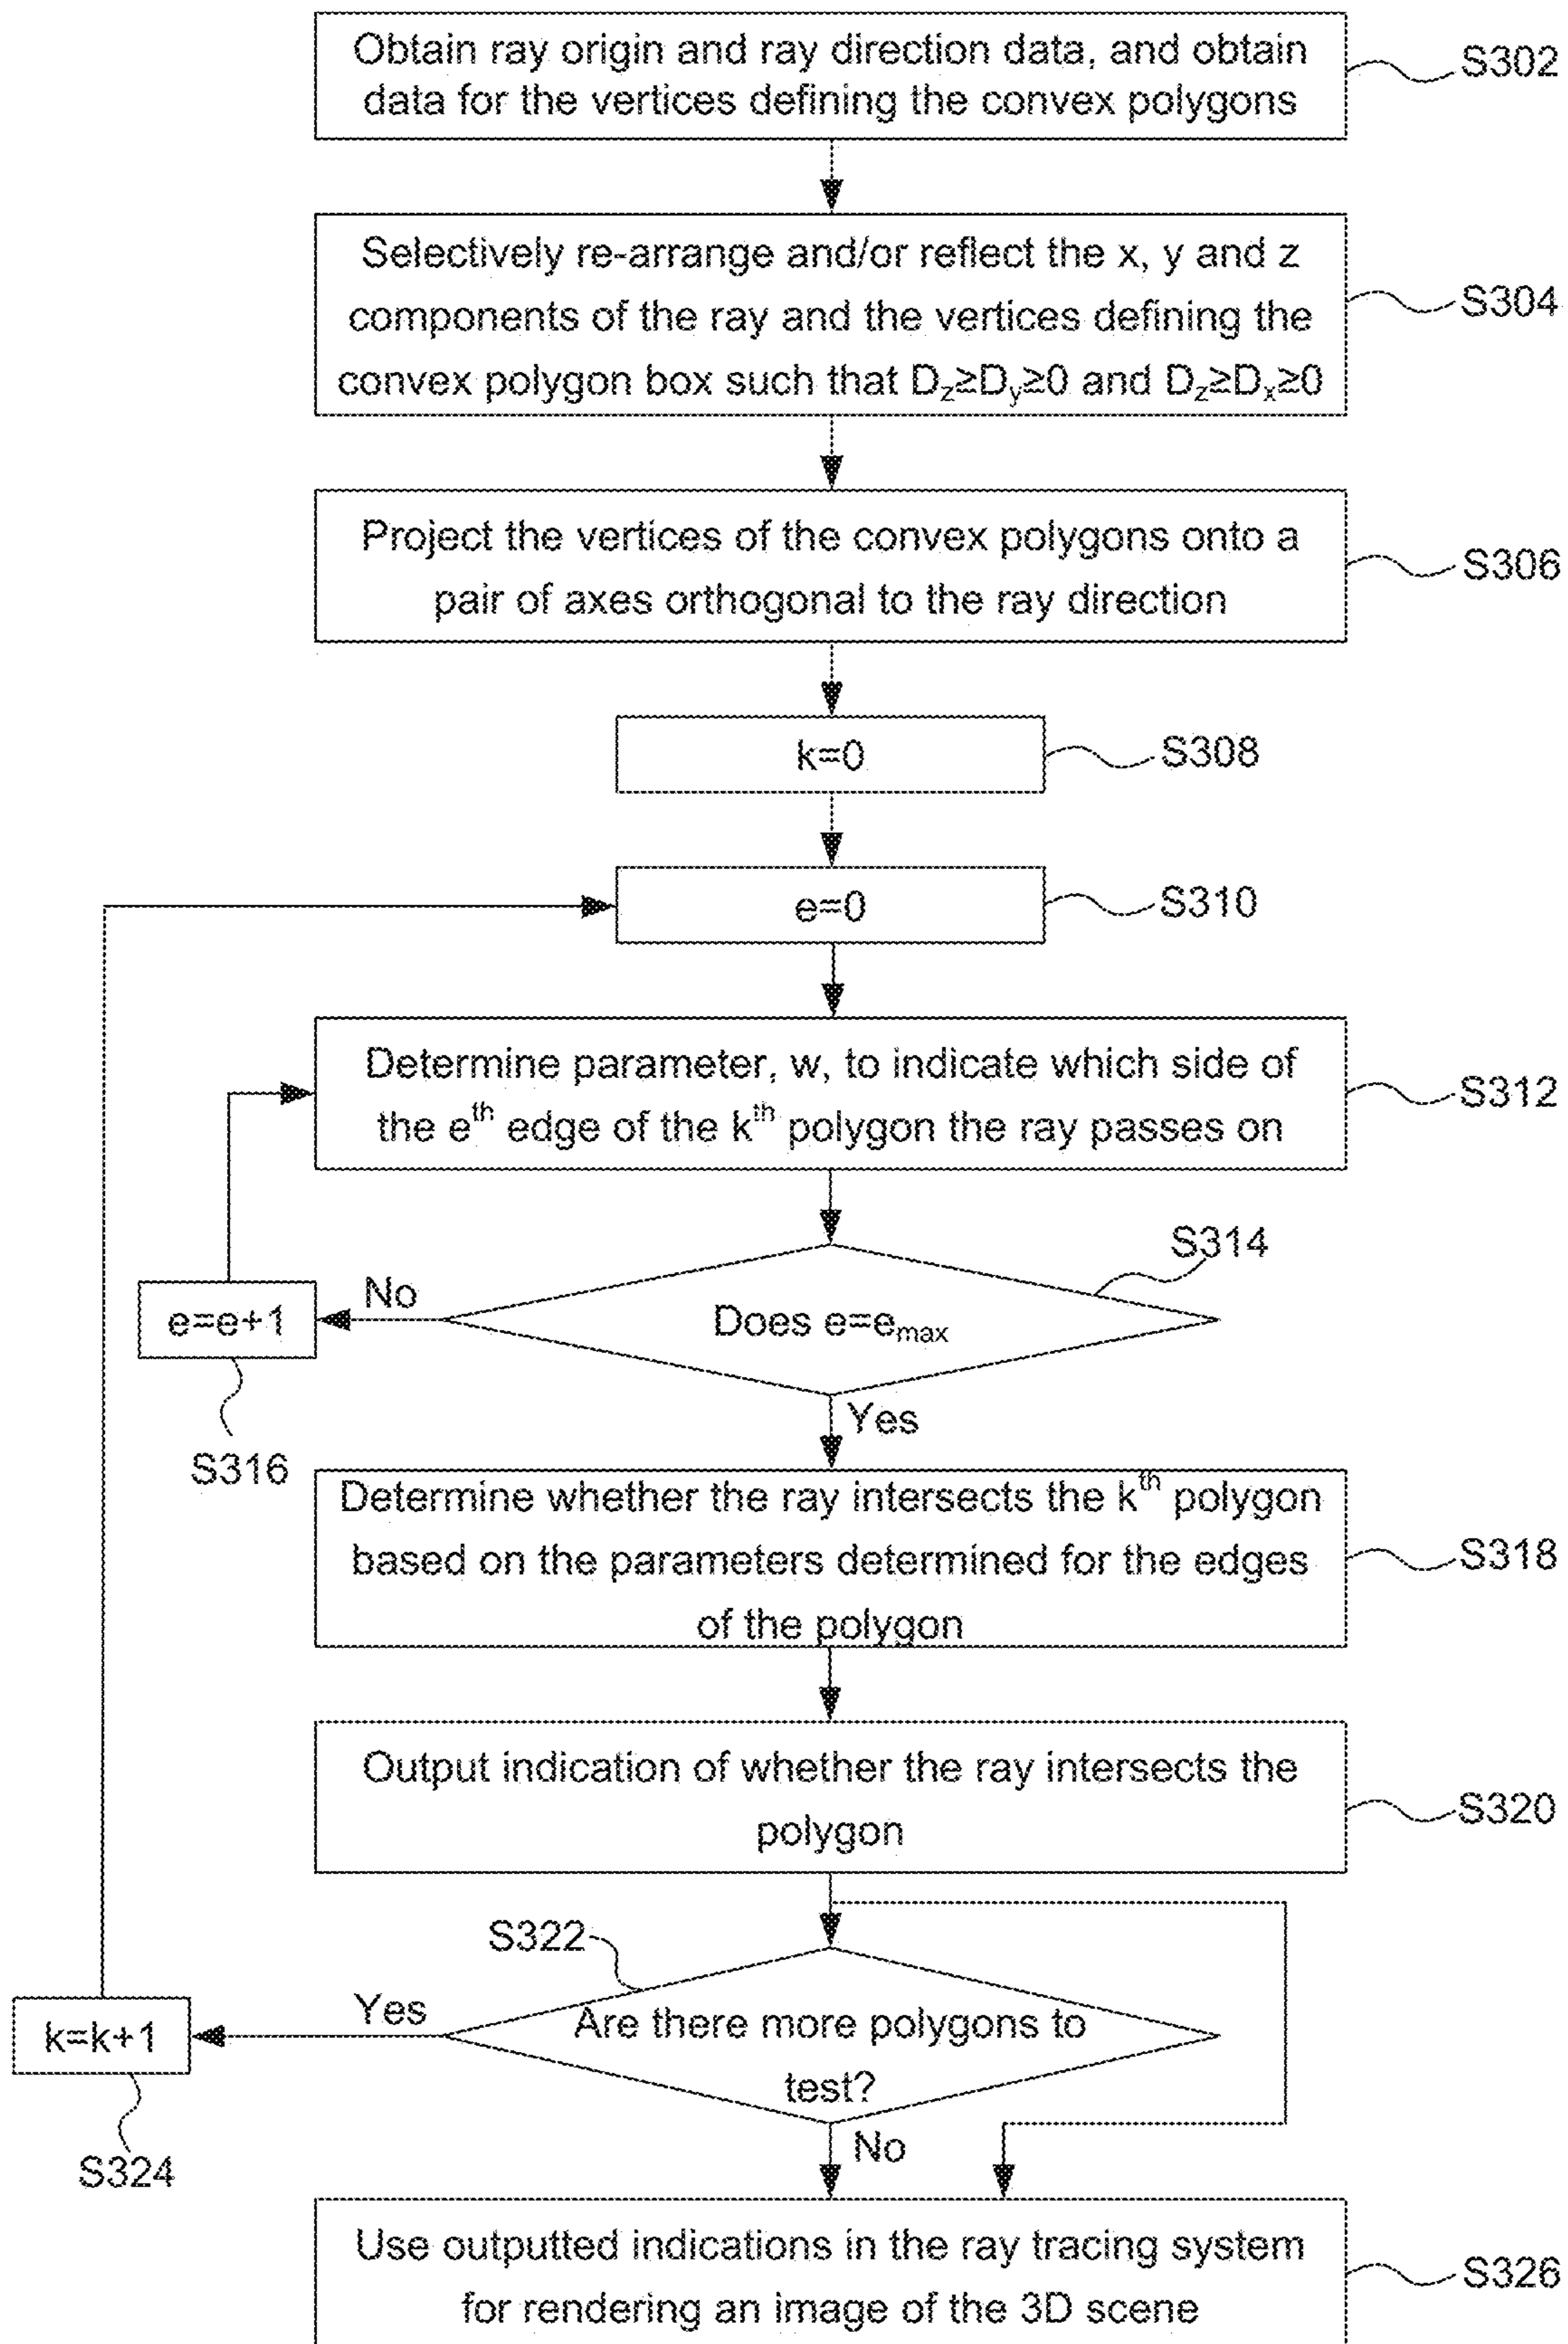 Obtain ray origin and ray direction data, and obtain
data for the vertices defining the convex polygons
S302
Selectively re-arrange and/or reflect the x, y and z
components of the ray and the vertices defining the
convex polygon box such that Dz≥Dy≥0 and Dz≥Dx≥0
S304
Project the vertices of the convex polygons onto a
pair of axes orthogonal to the ray direction
S306
k=0
S308
e=0
S310
Determine parameter, w, to indicate which side of
the eth edge of the kth polygon the ray passes on
S312
S314
Does e=emax
No
e=e+1
S316
Yes
Determine whether the ray intersects the kth polygon
based on the parameters determined for the edges
of the polygon
S318
Output indication of whether the ray intersects the
polygon
S320
S322
Are there more polygons to
test?
Yes
k=k+1
S324
No
Use outputted indications in the ray tracing system
for rendering an image of the 3D scene
S326